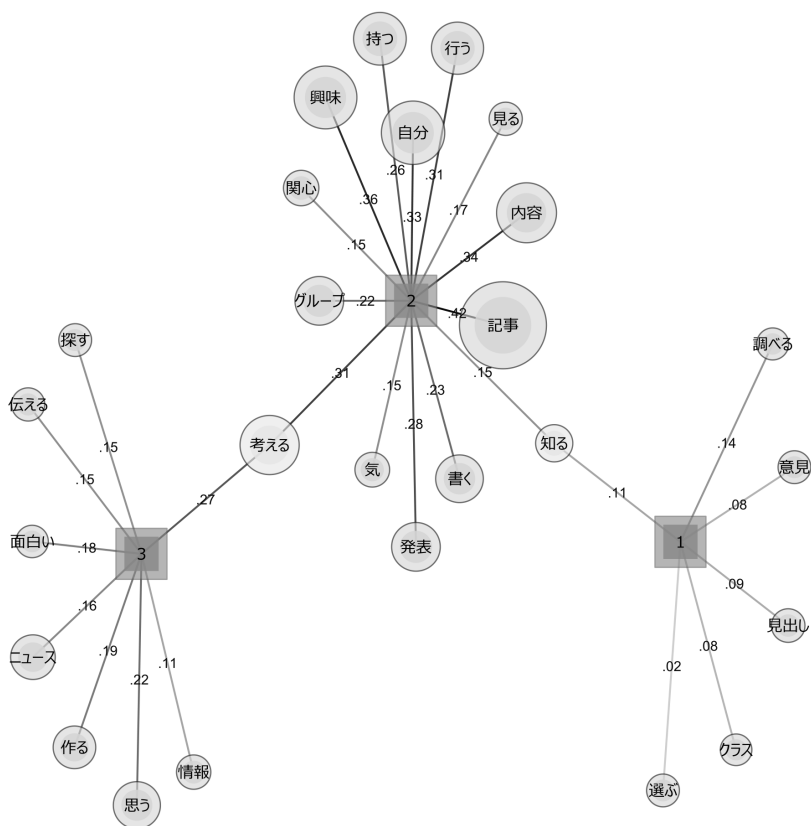 持つ
行う
興味
自分
見る
.26
.31
関心
.36
.17
内容
.33
.15
.34
グループ
.22
2
.42
記事
探す
調べる
.31
.15
伝える
.15
.23
考える
.28
知る
.14
.15
気
書く
意見
.15
.27
.11
.08
面白い
.18
3
発表
1
.16
.09
見出し
ニュース
.19
.11
.02
.08
.22
作る
情報
クラス
思う
選ぶ